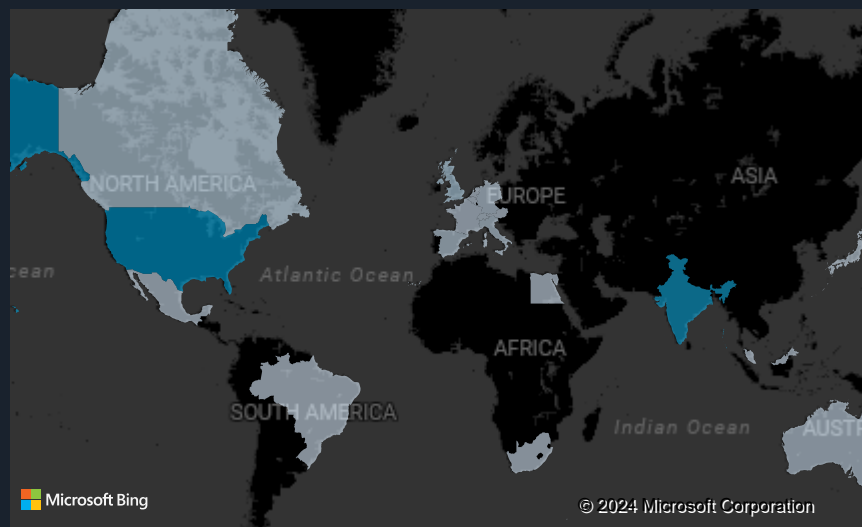 ASIA
NORTH AMERICA
EUROPE
cean
Atlantic Ocean
AFRICA
SOUTH AMERICA
Indian Ocean
AUSTR
Microsoft Bing
© 2024 Microsoft Corporation